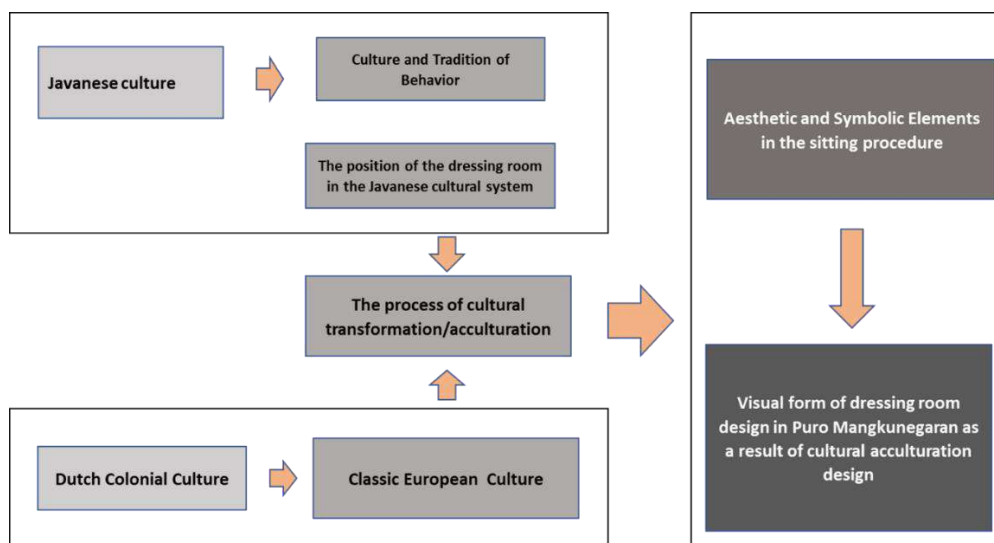 Javanese culture
Culture and Tradition of
Behavior
The position of the dressing room
in the Javanese cultural system
The process of cultural
transformation/acculturation
Dutch Colonial Culture
Classic European Culture
Aesthetic and Symbolic Elements
in the sitting procedure
Visual form of dressing room
design in Puro Mangkunegaran as
a result of cultural acculturation
design